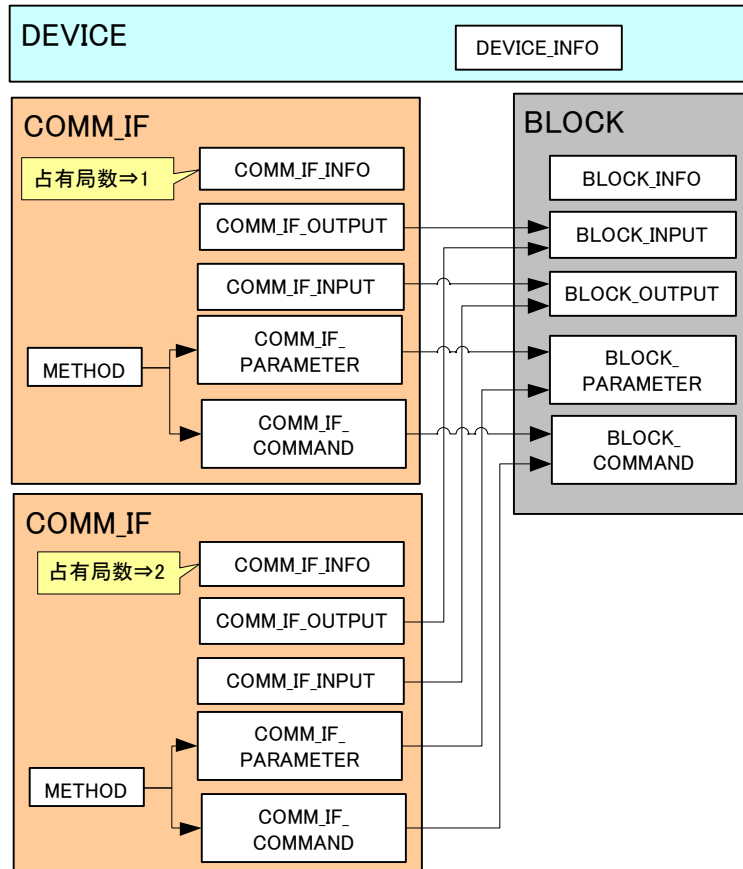 DEVICE
DEVICE_INFO
COMM_IF
占有局数⇒1
COMM_IF_INFO
COMM_IF_OUTPUT
COMM_IF_INPUT
METHOD
COMM_IF_
PARAMETER
COMM_IF_
COMMAND
BLOCK
BLOCK_INFO
BLOCK_INPUT
BLOCK_OUTPUT
BLOCK_
PARAMETER
BLOCK_
COMMAND
COMM_IF
占有局数⇒2
COMM_IF_INFO
COMM_IF_OUTPUT
COMM_IF_INPUT
METHOD
COMM_IF_
PARAMETER
COMM_IF_
COMMAND